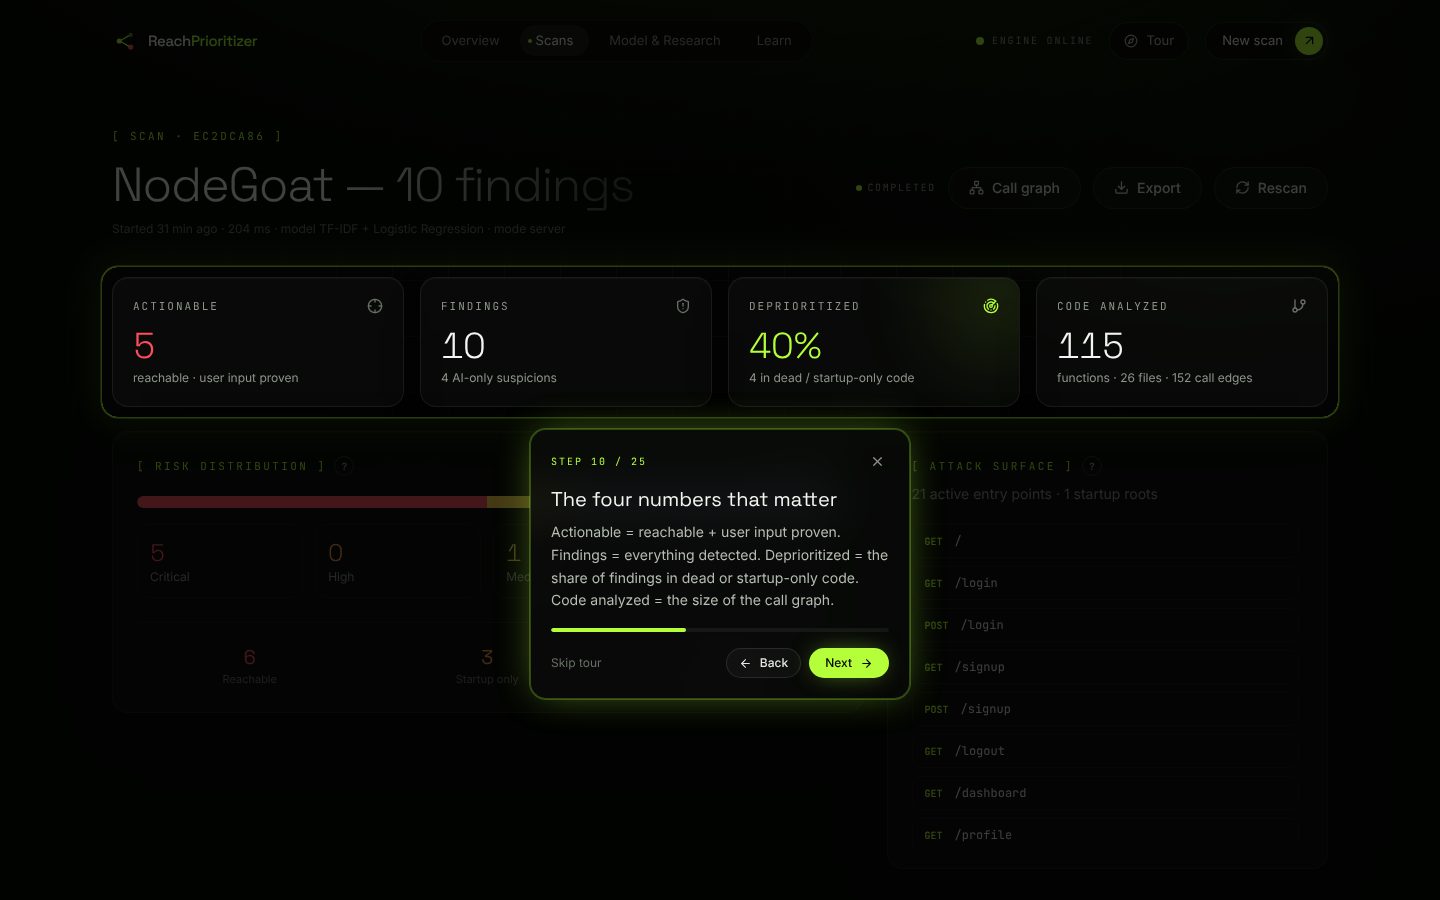 ReachPrioritizer
Overview
Scans
Model & Research
Learn
ENGINE ONLINE
Tour
New scan
[ SCAN · EC2DCA86 ]
NodeGoat — 10 findings
COMPLETED
Call graph
Export
Rescan
Started 31 min ago · 204 ms · model TF-IDF + Logistic Regression · mode server
ACTIONABLE
5
reachable · user input proven
FINDINGS
10
4 AI-only suspicions
DEPRIORITIZED
40%
4 in dead / startup-only code
CODE ANALYZED
115
functions · 26 files · 152 call edges
[ RISK DISTRIBUTION ] ?
5
Critical
0
High
1
Med
6
Reachable
3
Startup only
STEP 10 / 25
The four numbers that matter
Actionable = reachable + user input proven.
Findings = everything detected. Deprioritized = the
share of findings in dead or startup-only code.
Code analyzed = the size of the call graph.
Skip tour
Back
Next
[ ATTACK SURFACE ] ?
21 active entry points · 1 startup roots
GET /
GET /login
POST /login
GET /signup
POST /signup
GET /logout
GET /dashboard
GET /profile